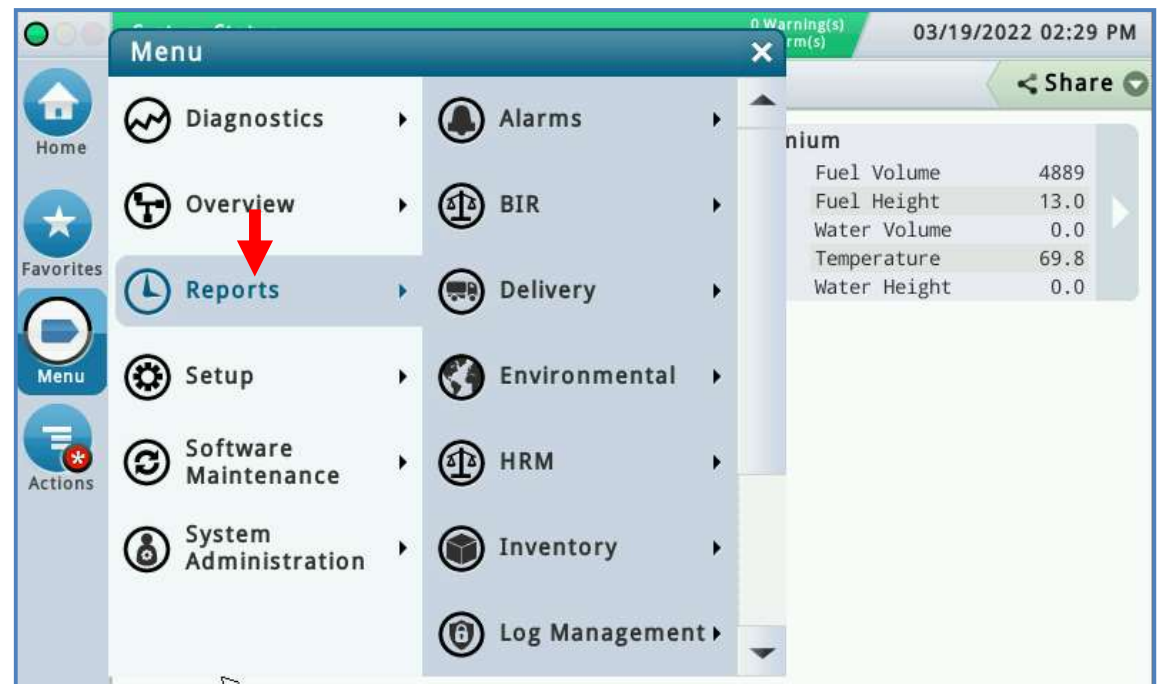 0 Warning(s)
03/19/2022 02:29 PM
Menu
Share
Home
Favorites
Menu
Actions
Diagnostics
Overview
Reports
Setup
Software
Maintenance
System
Administration
Alarms
BIR
Delivery
Environmental
HRM
Inventory
Log Management
Fuel Volume 4889
Fuel Height 13.0
Water Volume 0.0
Temperature 69.8
Water Height 0.0